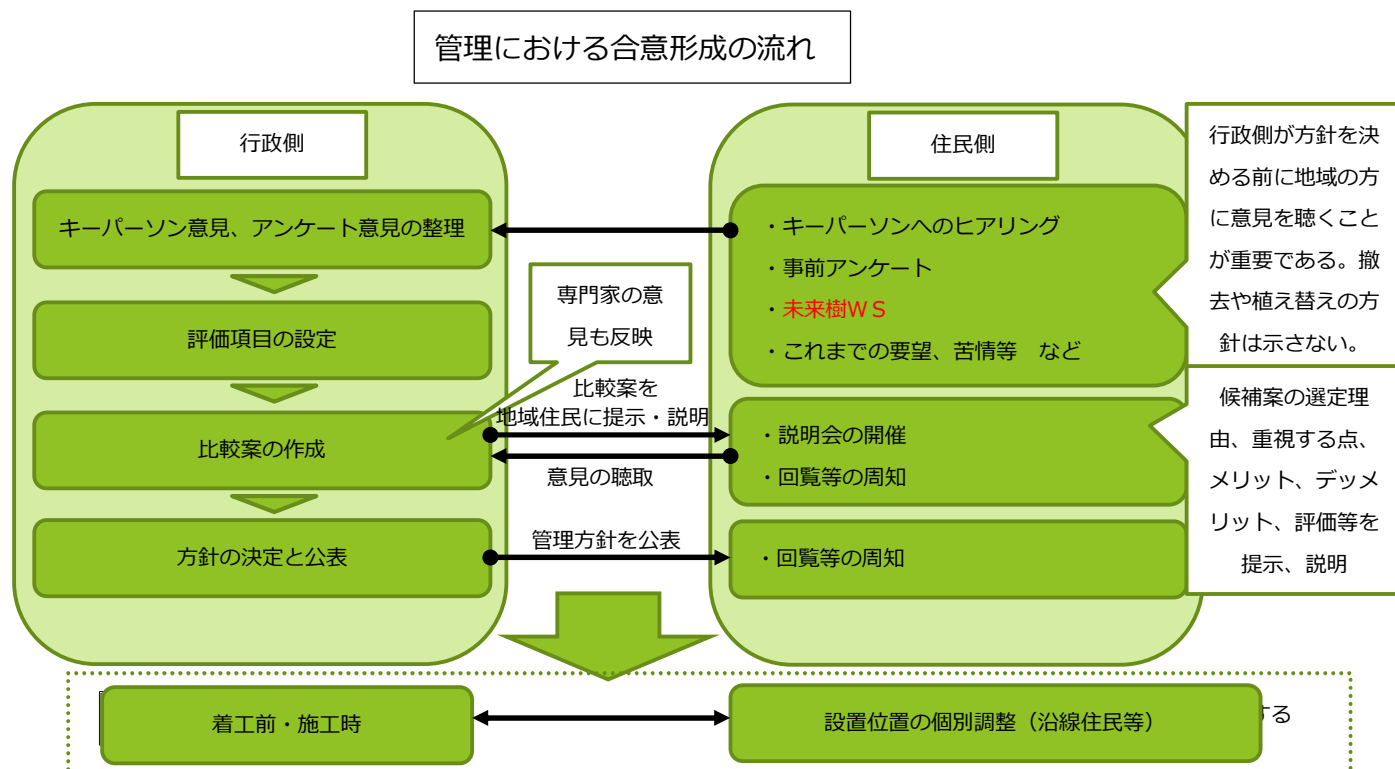 管理における合意形成の流れ
行政側
キーパーソン意見、アンケート意見の整理
評価項目の設定
比較案の作成
方針の決定と公表
専門家の意
見も反映
比較案を
地域住民に提示・説明
意見の聴取
管理方針を公表
住民側
・キーパーソンへのヒアリング
・事前アンケート
・未来樹ＷＳ
・これまでの要望、苦情等　など
・説明会の開催
・回覧等の周知
・回覧等の周知
行政側が方針を決
める前に地域の方
に意見を聴くこと
が重要である。撤
去や植え替えの方
針は示さない。
候補案の選定理
由、重視する点、
メリット、デッメ
リット、評価等を
提示、説明
着工前・施工時
設置位置の個別調整（沿線住民等）
する